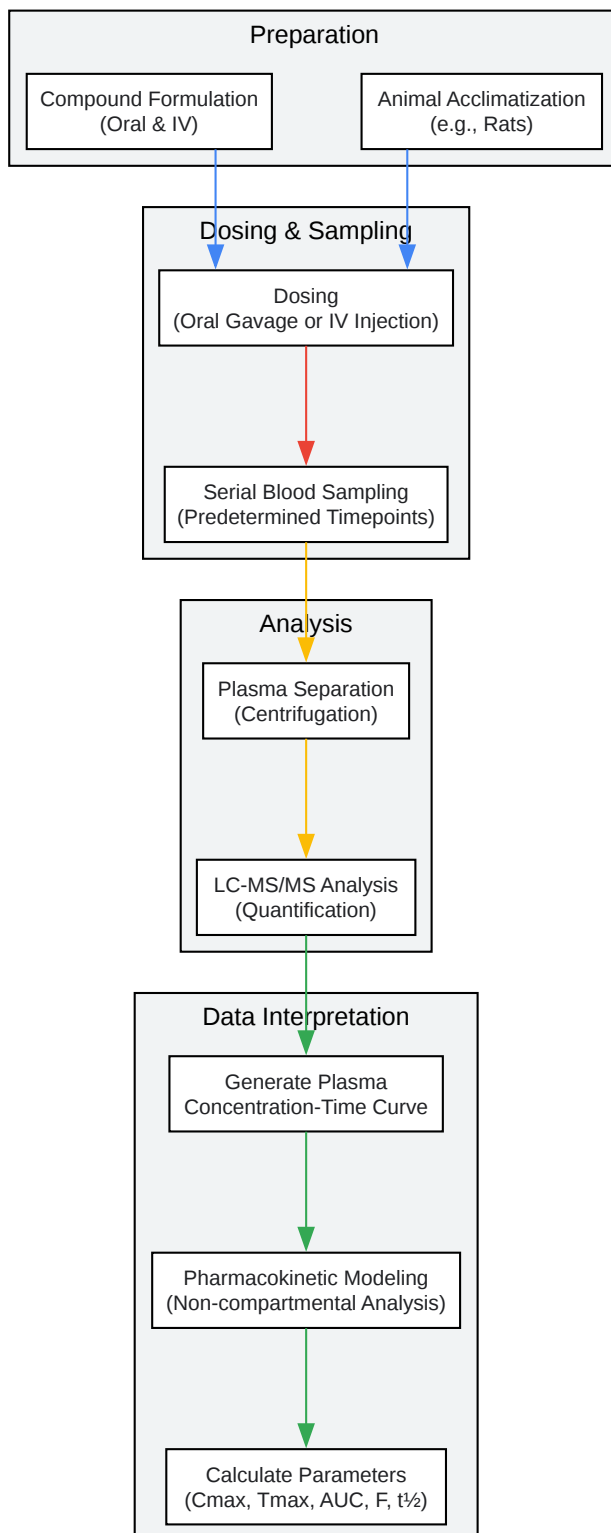 Preparation
Compound Formulation
(Oral & IV)
Animal Acclimatization
(e.g., Rats)
Dosing & Sampling
Dosing
(Oral Gavage or IV Injection)
Serial Blood Sampling
(Predetermined Timepoints)
Analysis
Plasma Separation
(Centrifugation)
LC-MS/MS Analysis
(Quantification)
Data Interpretation
Generate Plasma
Concentration-Time Curve
Pharmacokinetic Modeling
(Non-compartmental Analysis)
Calculate Parameters
(Cmax, Tmax, AUC, F, t½)